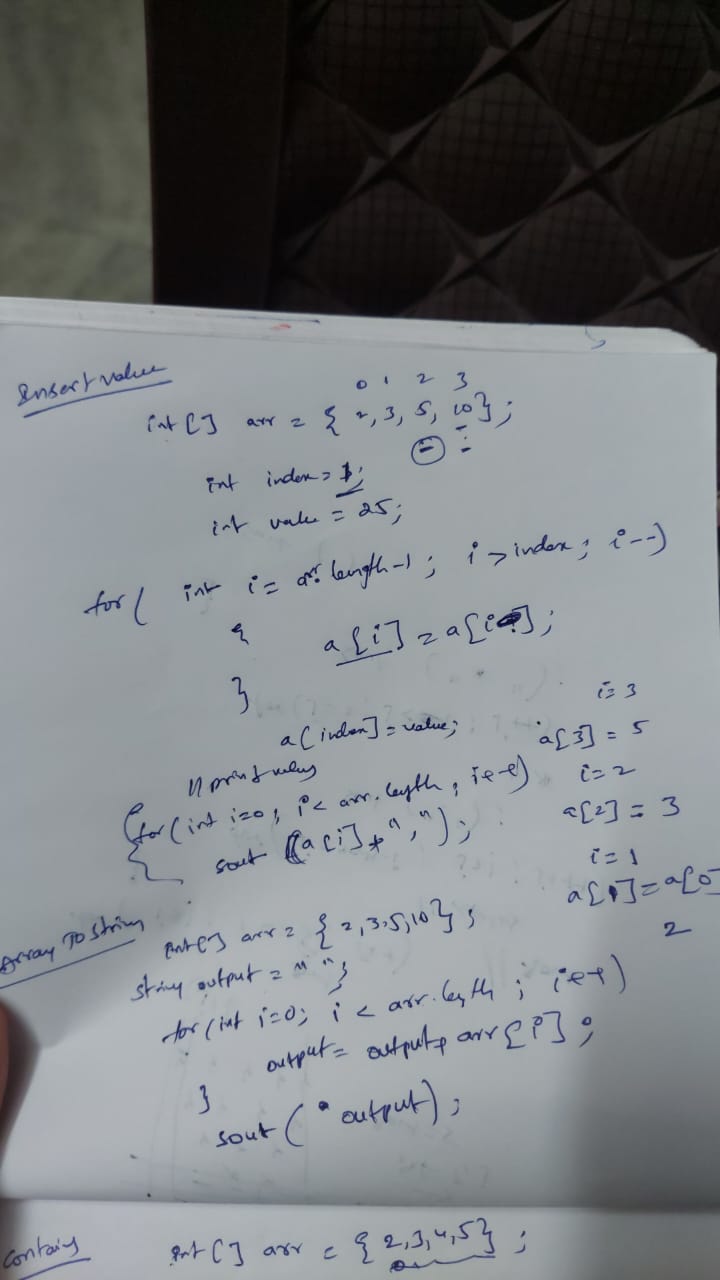 Insert value
0 1 2 3
int [] arr = { 2, 3, 5, 10 };
int index = 1;
int value = 25;
for ( int i = arr.length-1 ; i > index ; i--)
{ a[i] = a[i-1];
}
i=3
a[index] = value;
a[3] = 5
// print values
i=2
for (int i=0; i< arr.length ; i++)
a[2] = 3
{ sout (a[i]+",");
i=1
a[1]=a[0
2
Array To String
int[] arr = { 2,3,5,10 };
String output = " ";
for (int i=0; i < arr.length ; i++)
output = output+ arr[i];
}
sout ( output);
Contains
int [] arr = { 2,3,4,5};